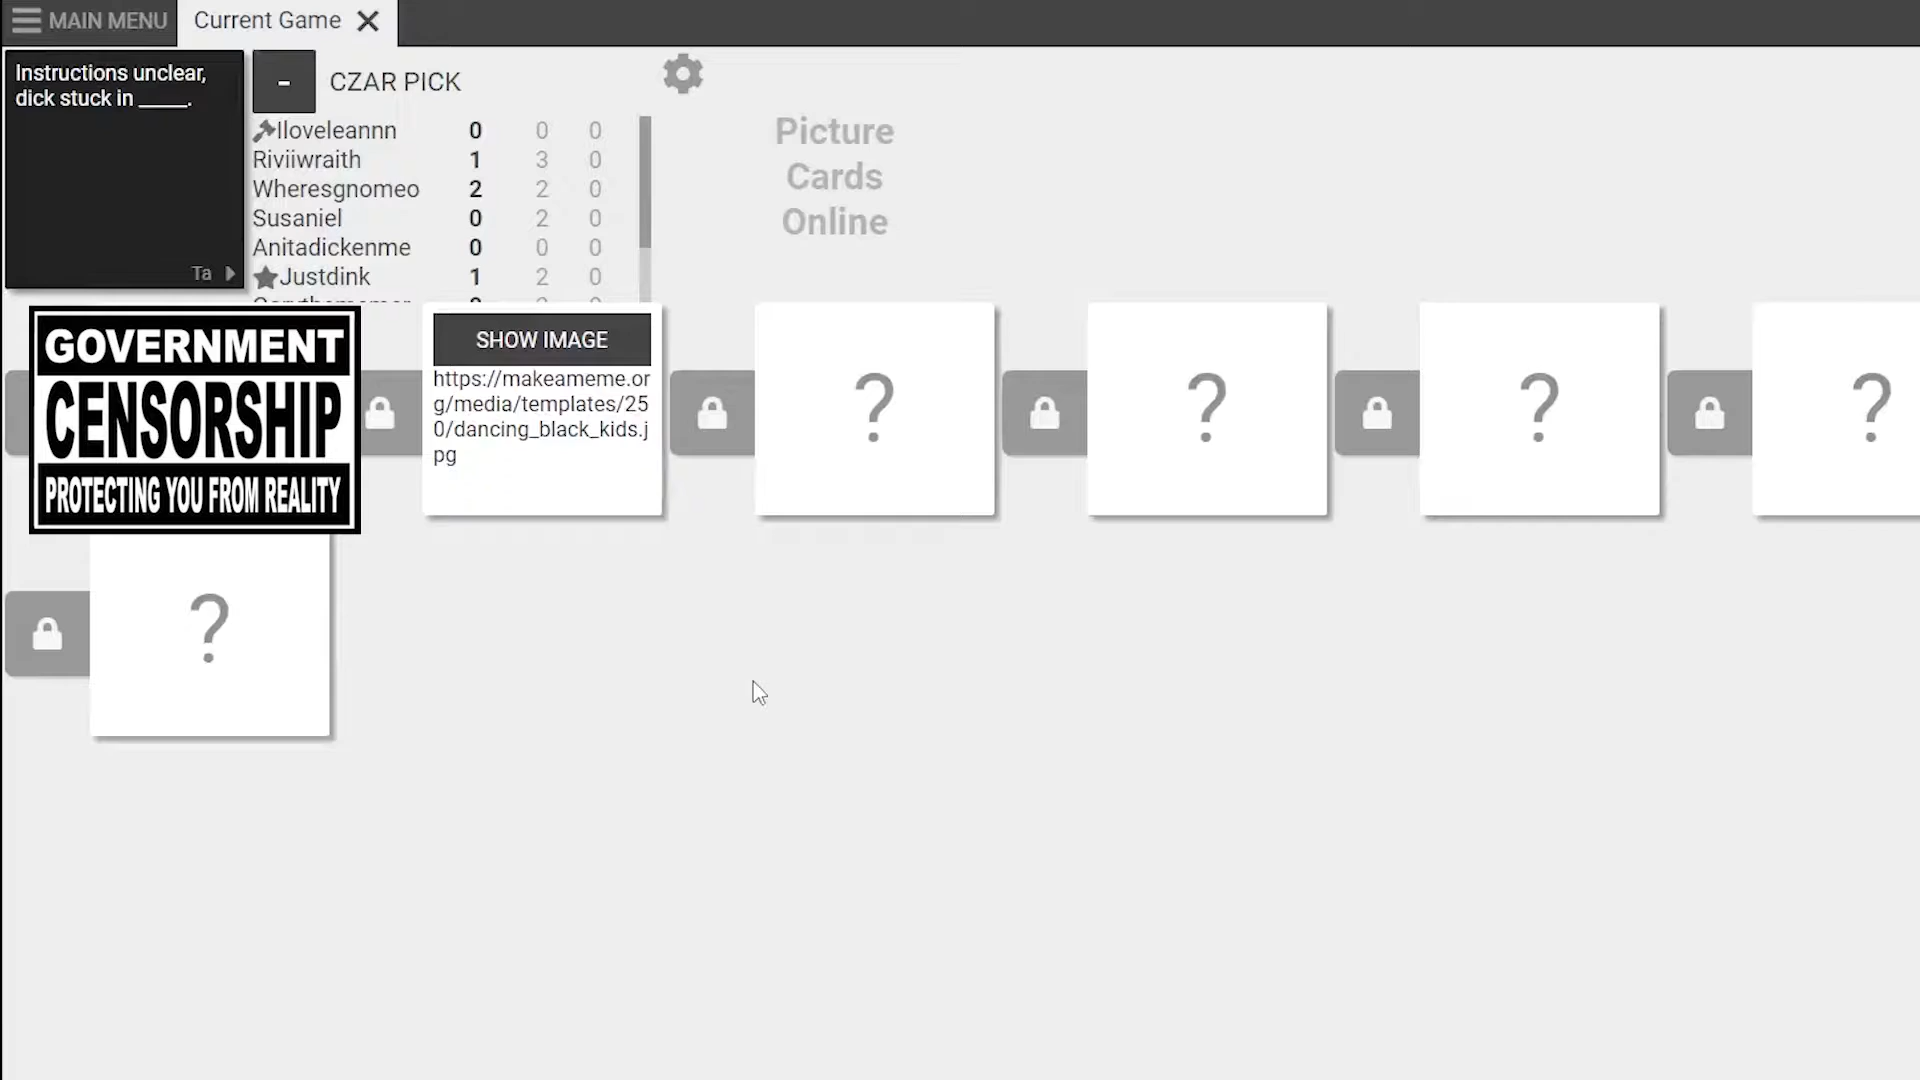 MAIN MENU
Current Game
Instructions unclear,
dick stuck in _____.
Ta
-
CZAR PICK
Iloveleannn 0 0 0
Riviiwraith 1 3 0
Wheresgnomeo 2 2 0
Susaniel 0 2 0
Anitadickenme 0 0 0
Justdink 1 2 0
Picture
Cards
Online
GOVERNMENT
CENSORSHIP
PROTECTING YOU FROM REALITY
SHOW IMAGE
https://makeameme.or
g/media/templates/25
0/dancing_black_kids.j
pg
?
?
?
?
?